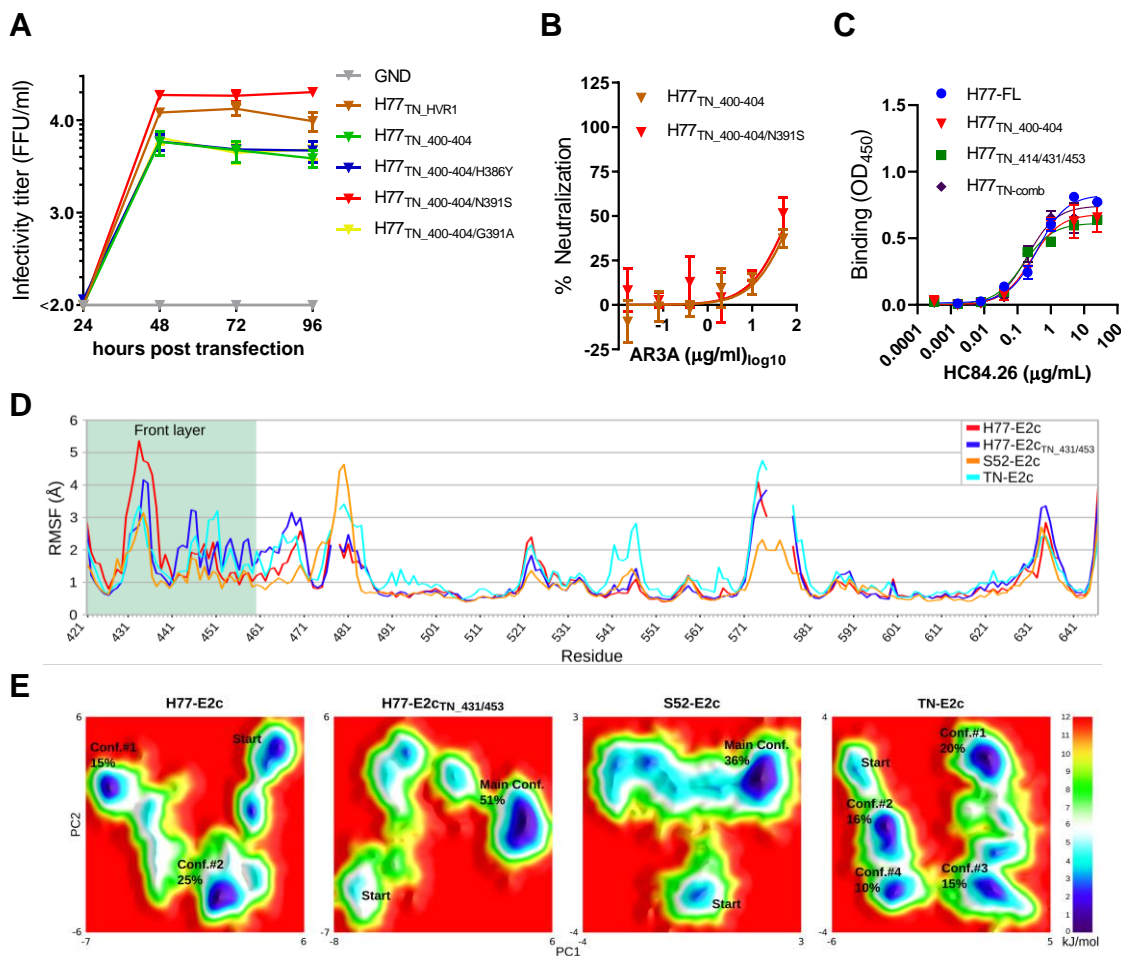 A
Infectivity titer (FFU/ml)
4.0
3.0
<2.0
24 48 72 96
hours post transfection
GND
H77TN_HVR1
H77TN_400-404
H77TN_400-404/H386Y
H77TN_400-404/N391S
H77TN_400-404/G391A
B
% Neutralization
125
100
75
50
25
0
-25
-1 0 1 2
AR3A (µg/ml)log10
H77TN_400-404
H77TN_400-404/N391S
C
Binding (OD450)
1.5
1.0
0.5
0.0
0.0001 0.001 0.01 0.1 1 10 100
HC84.26 (µg/mL)
H77-FL
H77TN_400-404
H77TN_414/431/453
H77TN-comb
D
RMSF (Å)
6
5
4
3
2
1
0
Front layer
H77-E2c
H77-E2cTN_431/453
S52-E2c
TN-E2c
421 431 441 451 461 471 481 491 501 511 521 531 541 551 561 571 581 591 601 611 621 631 641
Residue
E
H77-E2c
PC2
6
-6
-7 6
Conf.#1
15%
Start
Conf.#2
25%
H77-E2cTN_431/453
6
-6
-8 6
Main Conf.
51%
Start
S52-E2c
3
-4
-4 3
Main Conf.
36%
Start
TN-E2c
4
-4
-6 5
Conf.#1
20%
Start
Conf.#2
16%
Conf.#4
10%
Conf.#3
15%
PC1
12
11
10
9
8
7
6
5
4
3
2
1
0
kJ/mol